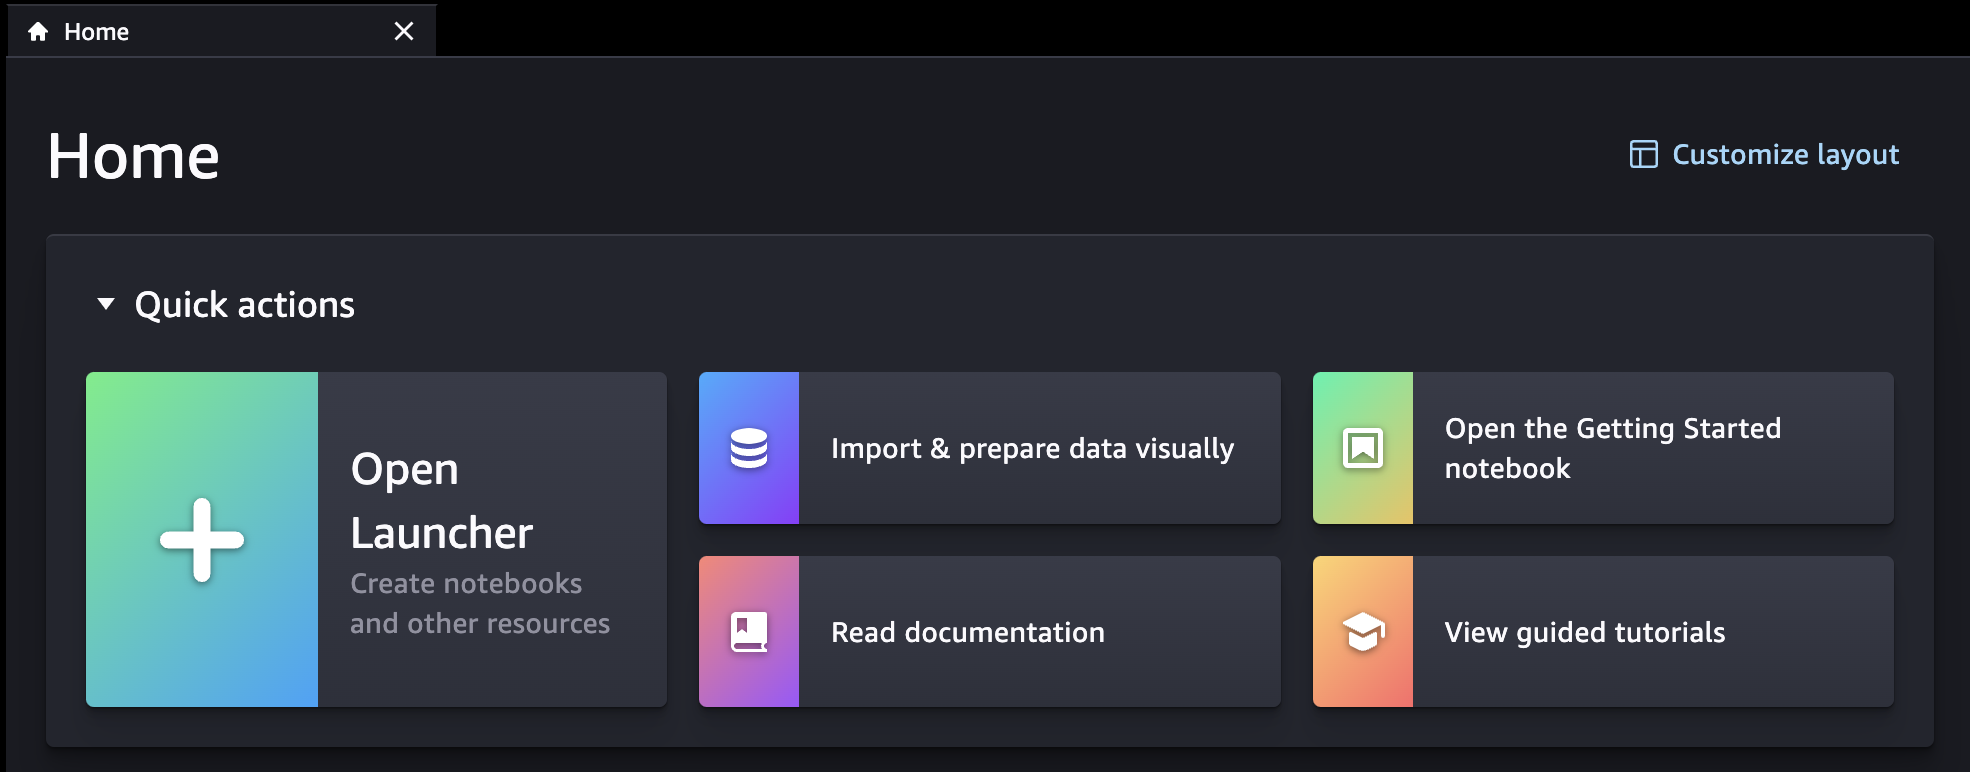 Home
Home
Customize layout
Quick actions
Open
Launcher
Create notebooks
and other resources
Import & prepare data visually
Open the Getting Started
notebook
Read documentation
View guided tutorials